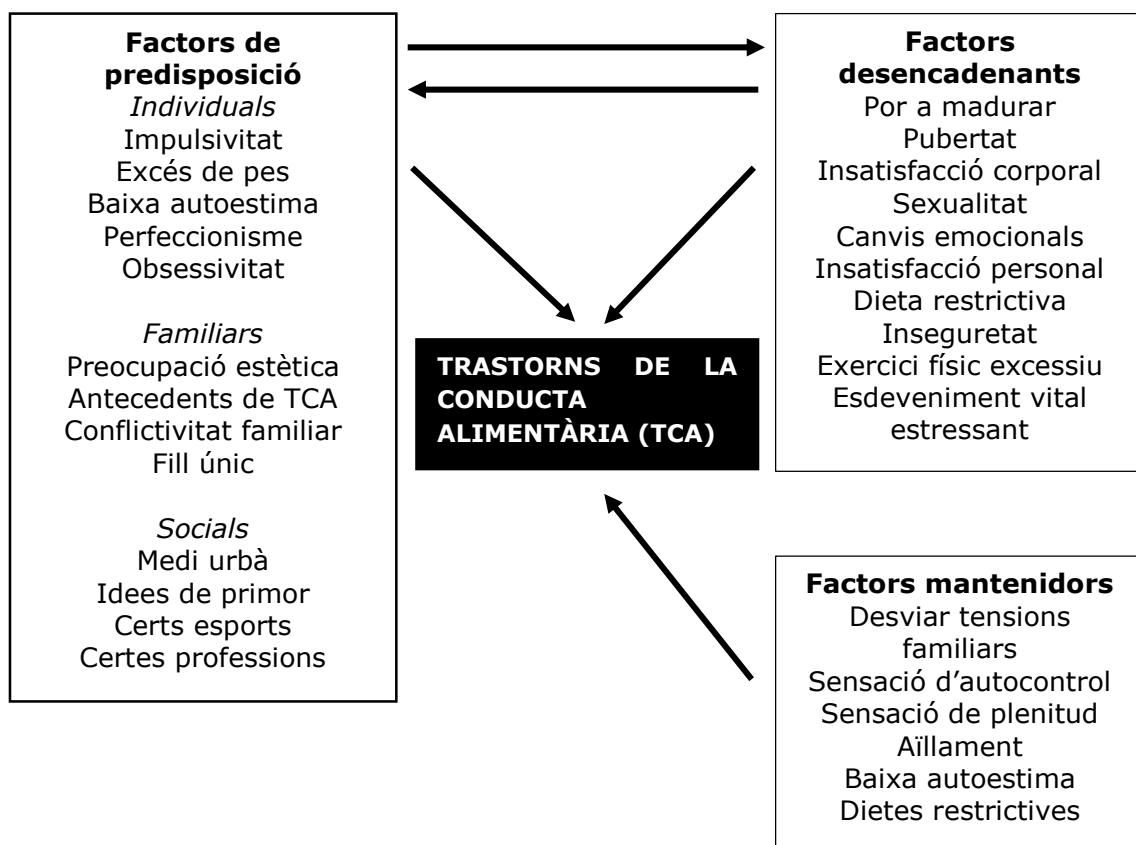 Factors de
predisposició
Individuals
Impulsivitat
Excés de pes
Baixa autoestima
Perfeccionisme
Obsessivitat
Familiars
Preocupació estètica
Antecedents de TCA
Conflictivitat familiar
Fill únic
Socials
Medi urbà
Idees de primor
Certs esports
Certes professions
TRASTORNS DE LA
CONDUCTA
ALIMENTÀRIA (TCA)
Factors
desencadenants
Por a madurar
Pubertat
Insatisfacció corporal
Sexualitat
Canvis emocionals
Insatisfacció personal
Dieta restrictiva
Inseguretat
Exercici físic excessiu
Esdeveniment vital
estressant
Factors mantenidors
Desviar tensions
familiars
Sensació d'autocontrol
Sensació de plenitud
Aïllament
Baixa autoestima
Dietes restrictives